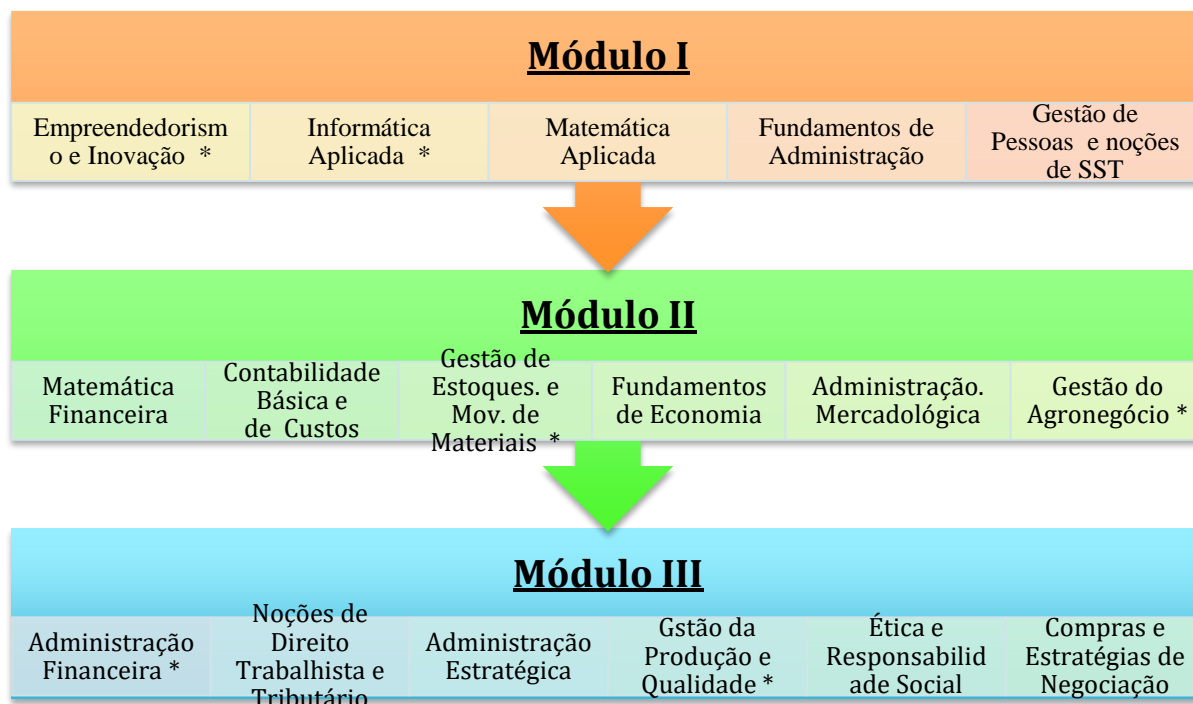 Módulo I
Empreendedorism
o e Inovação *
Informática
Aplicada *
Matemática
Aplicada
Fundamentos de
Administração
Gestão de
Pessoas e noções
de SST
Módulo II
Matemática
Financeira
Contabilidade
Básica e
de Custos
Gestão de
Estoques. e
Mov. de
Materiais *
Fundamentos
de Economia
Administração.
Mercadológica
Gestão do
Agronegócio *
Módulo III
Administração
Financeira *
Noções de
Direito
Trabalhista e
Tributário
Administração
Estratégica
Gstão da
Produção e
Qualidade *
Ética e
Responsabilid
ade Social
Compras e
Estratégias de
Negociação